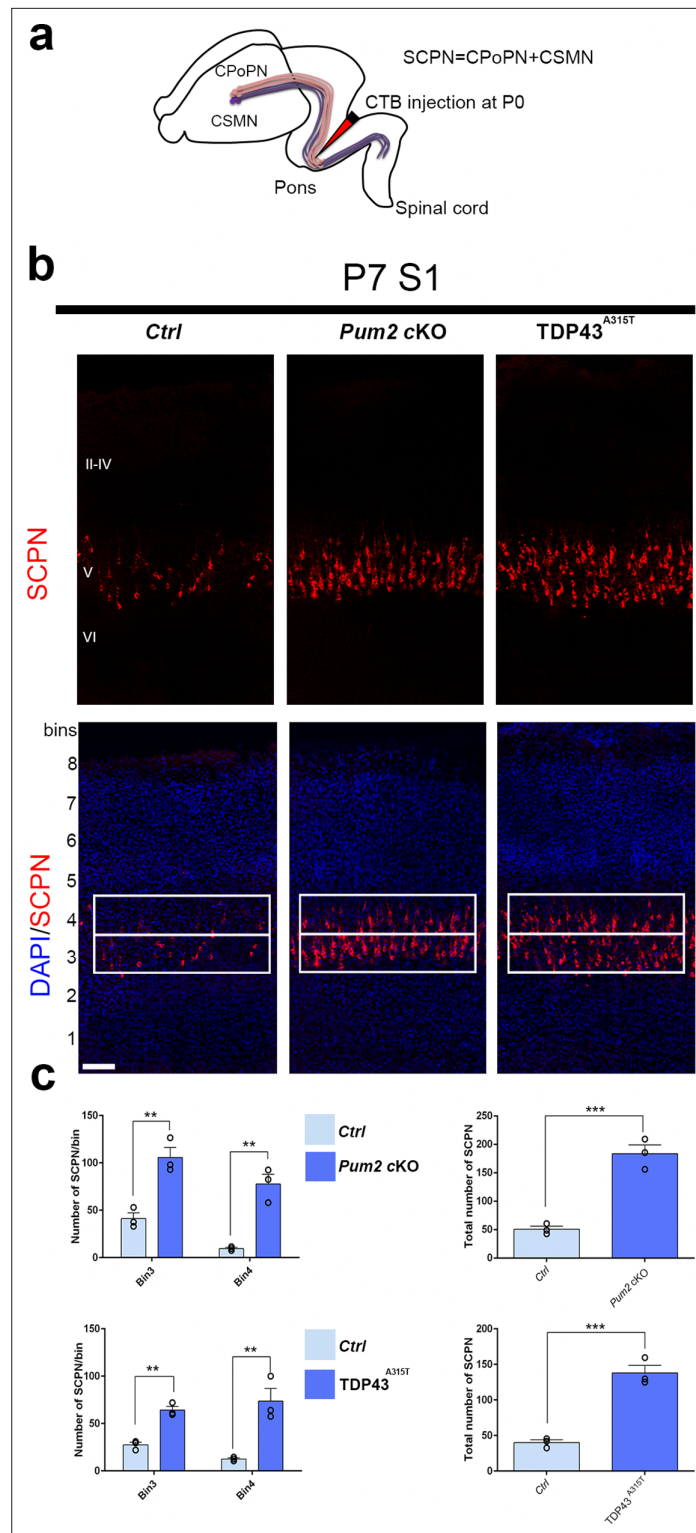 a
SCPN=CPoPN+CSMN
CPoPN
CTB injection at P0
CSMN
Pons
Spinal cord
b
P7 S1
Ctrl
Pum2 cKO
TDP43A315T
SCPN
II-IV
V
VI
DAPI/SCPN
bins
8
7
6
5
4
3
2
1
c
Number of SCPN/bin
150
100
50
0
**
**
Bin3
Bin4
Ctrl
Pum2 cKO
Total number of SCPN
250
200
150
100
50
0
***
Ctrl
Pum2 cKO
Number of SCPN/bin
150
100
50
0
**
**
Bin3
Bin4
Ctrl
TDP43A315T
Total number of SCPN
200
150
100
50
0
***
Ctrl
TDP43A315T